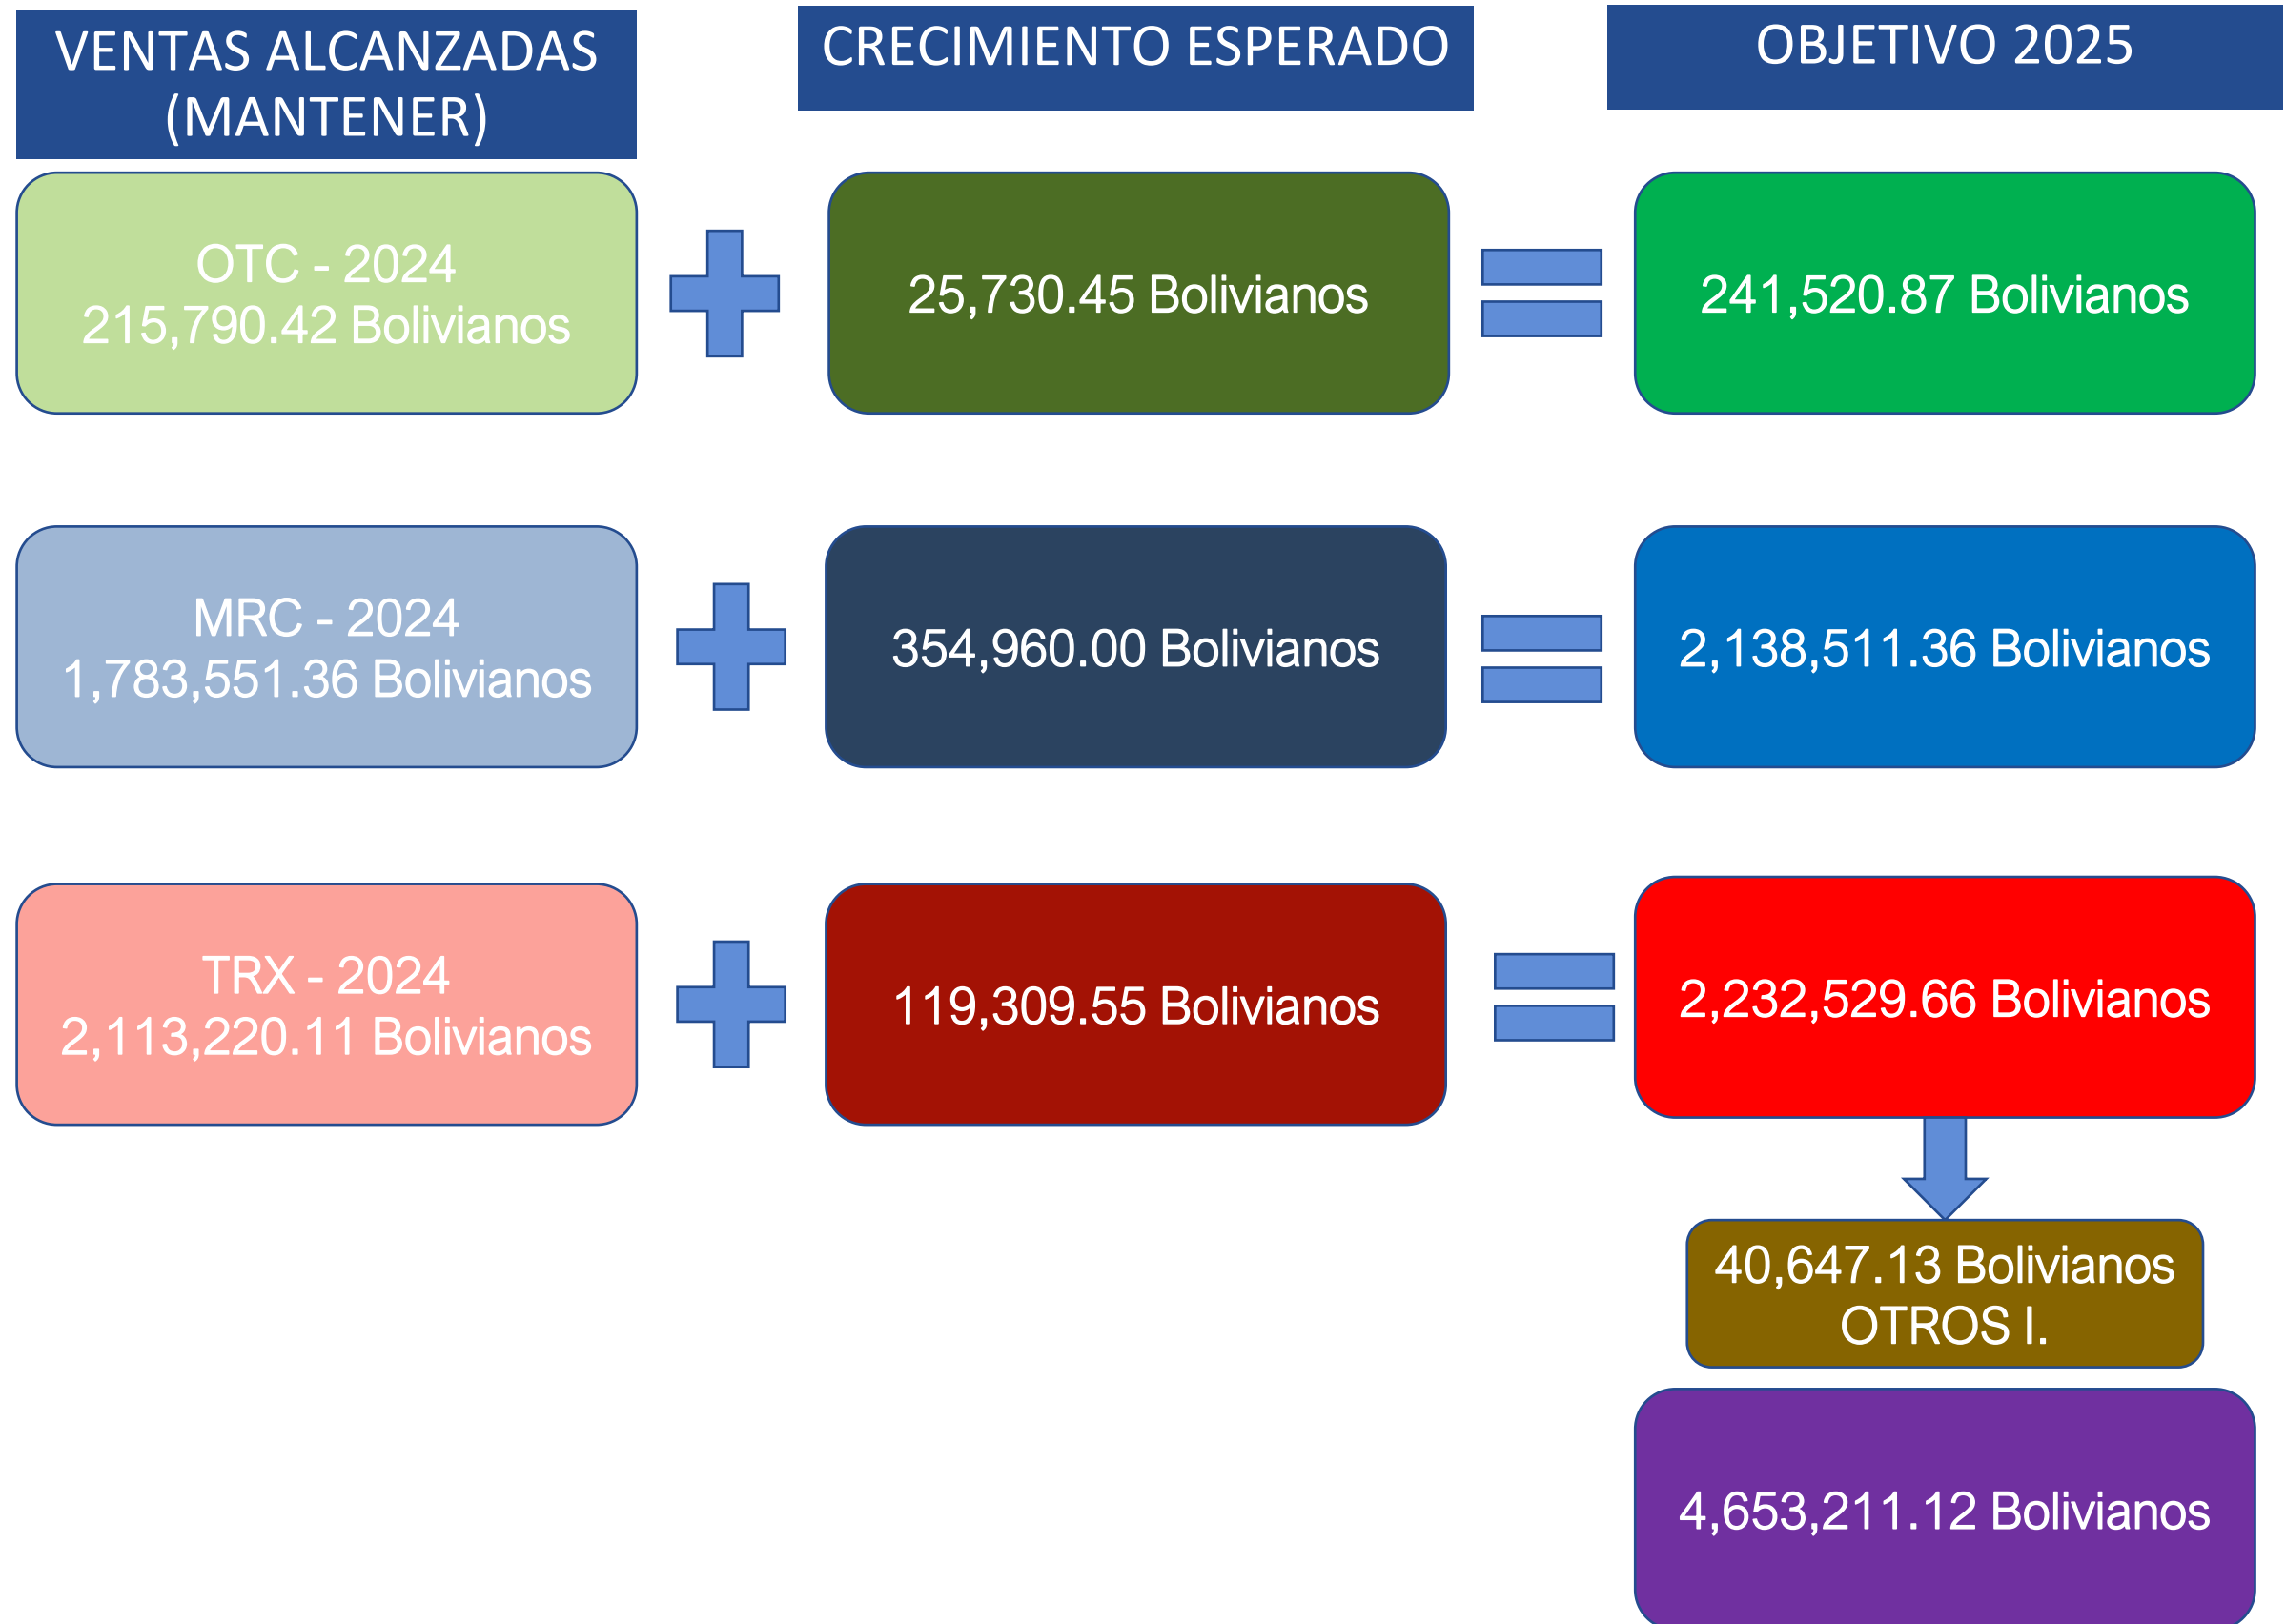 VENTAS ALCANZADAS
(MANTENER)
CRECIMIENTO ESPERADO
OBJETIVO 2025
OTC - 2024
215,790.42 Bolivianos
25,730.45 Bolivianos
241,520.87 Bolivianos
MRC - 2024
1,783,551.36 Bolivianos
354,960.00 Bolivianos
2,138,511.36 Bolivianos
TRX - 2024
2,113,220.11 Bolivianos
119,309.55 Bolivianos
2,232,529.66 Bolivianos
40,647.13 Bolivianos
OTROS I.
4,653,211.12 Bolivianos